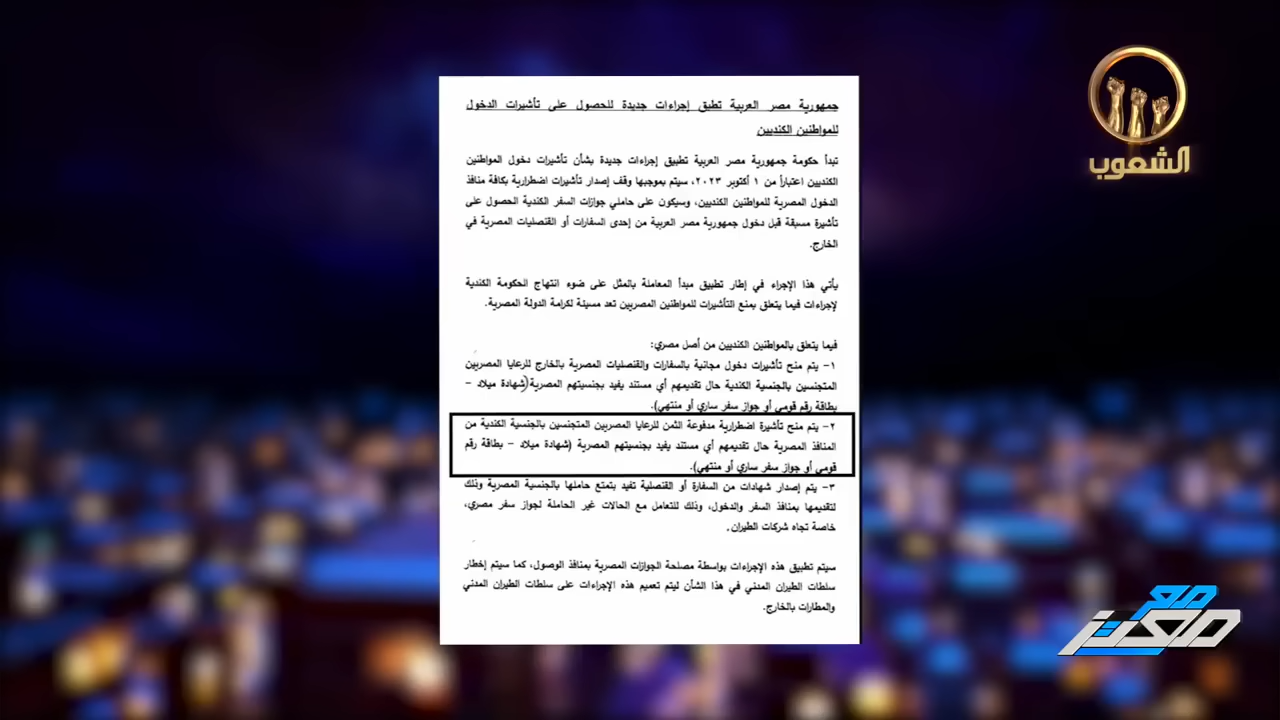 الشعوب
جمهورية مصر العربية تطبق إجراءات جديدة للحصول على تأشيرات الدخول
للمواطنين الكنديين
تبدأ حكومة جمهورية مصر العربية تطبيق إجراءات جديدة بشأن تأشيرات دخول المواطنين
الكنديين اعتباراً من ١ أكتوبر ٢٠٢٣، سيتم بموجبها وقف إصدار تأشيرات اضطرارية بكافة منافذ
الدخول المصرية للمواطنين الكنديين، وسيكون على حاملي جوازات السفر الكندية الحصول على
تأشيرة مسبقة قبل دخول جمهورية مصر العربية من إحدى السفارات أو القنصليات المصرية في
الخارج.
يأتي هذا الإجراء في إطار تطبيق مبدأ المعاملة بالمثل على ضوء انتهاج الحكومة الكندية
لإجراءات فيما يتعلق بمنع التأشيرات للمواطنين المصريين تعد مسيئة لكرامة الدولة المصرية.
فيما يتعلق بالمواطنين الكنديين من أصل مصري:
١- يتم منح تأشيرات دخول مجانية بالسفارات والقنصليات المصرية بالخارج للرعايا المصريين
المتجنسين بالجنسية الكندية حال تقديمهم أي مستند يفيد بجنسيتهم المصرية (شهادة ميلاد –
بطاقة رقم قومي أو جواز سفر ساري أو منتهي).
٢- يتم منح تأشيرة اضطرارية مدفوعة الثمن للرعايا المصريين المتجنسين بالجنسية الكندية من
المنافذ المصرية حال تقديمهم أي مستند يفيد بجنسيتهم المصرية (شهادة ميلاد – بطاقة رقم
قومي أو جواز سفر ساري أو منتهي).
٣- يتم إصدار شهادات من السفارة أو القنصلية تفيد بتمتع حاملها بالجنسية المصرية وذلك
لتقديمها بمنافذ السفر والدخول، وذلك للتعامل مع الحالات غير الحاملة لجواز سفر مصري،
خاصة تجاه شركات الطيران.
سيتم تطبيق هذه الإجراءات بواسطة مصلحة الجوازات المصرية بمنافذ الوصول، كما سيتم إخطار
سلطات الطيران المدني في هذا الشأن ليتم تعميم هذه الإجراءات على سلطات الطيران المدني
والمطارات بالخارج.
مع
معتز